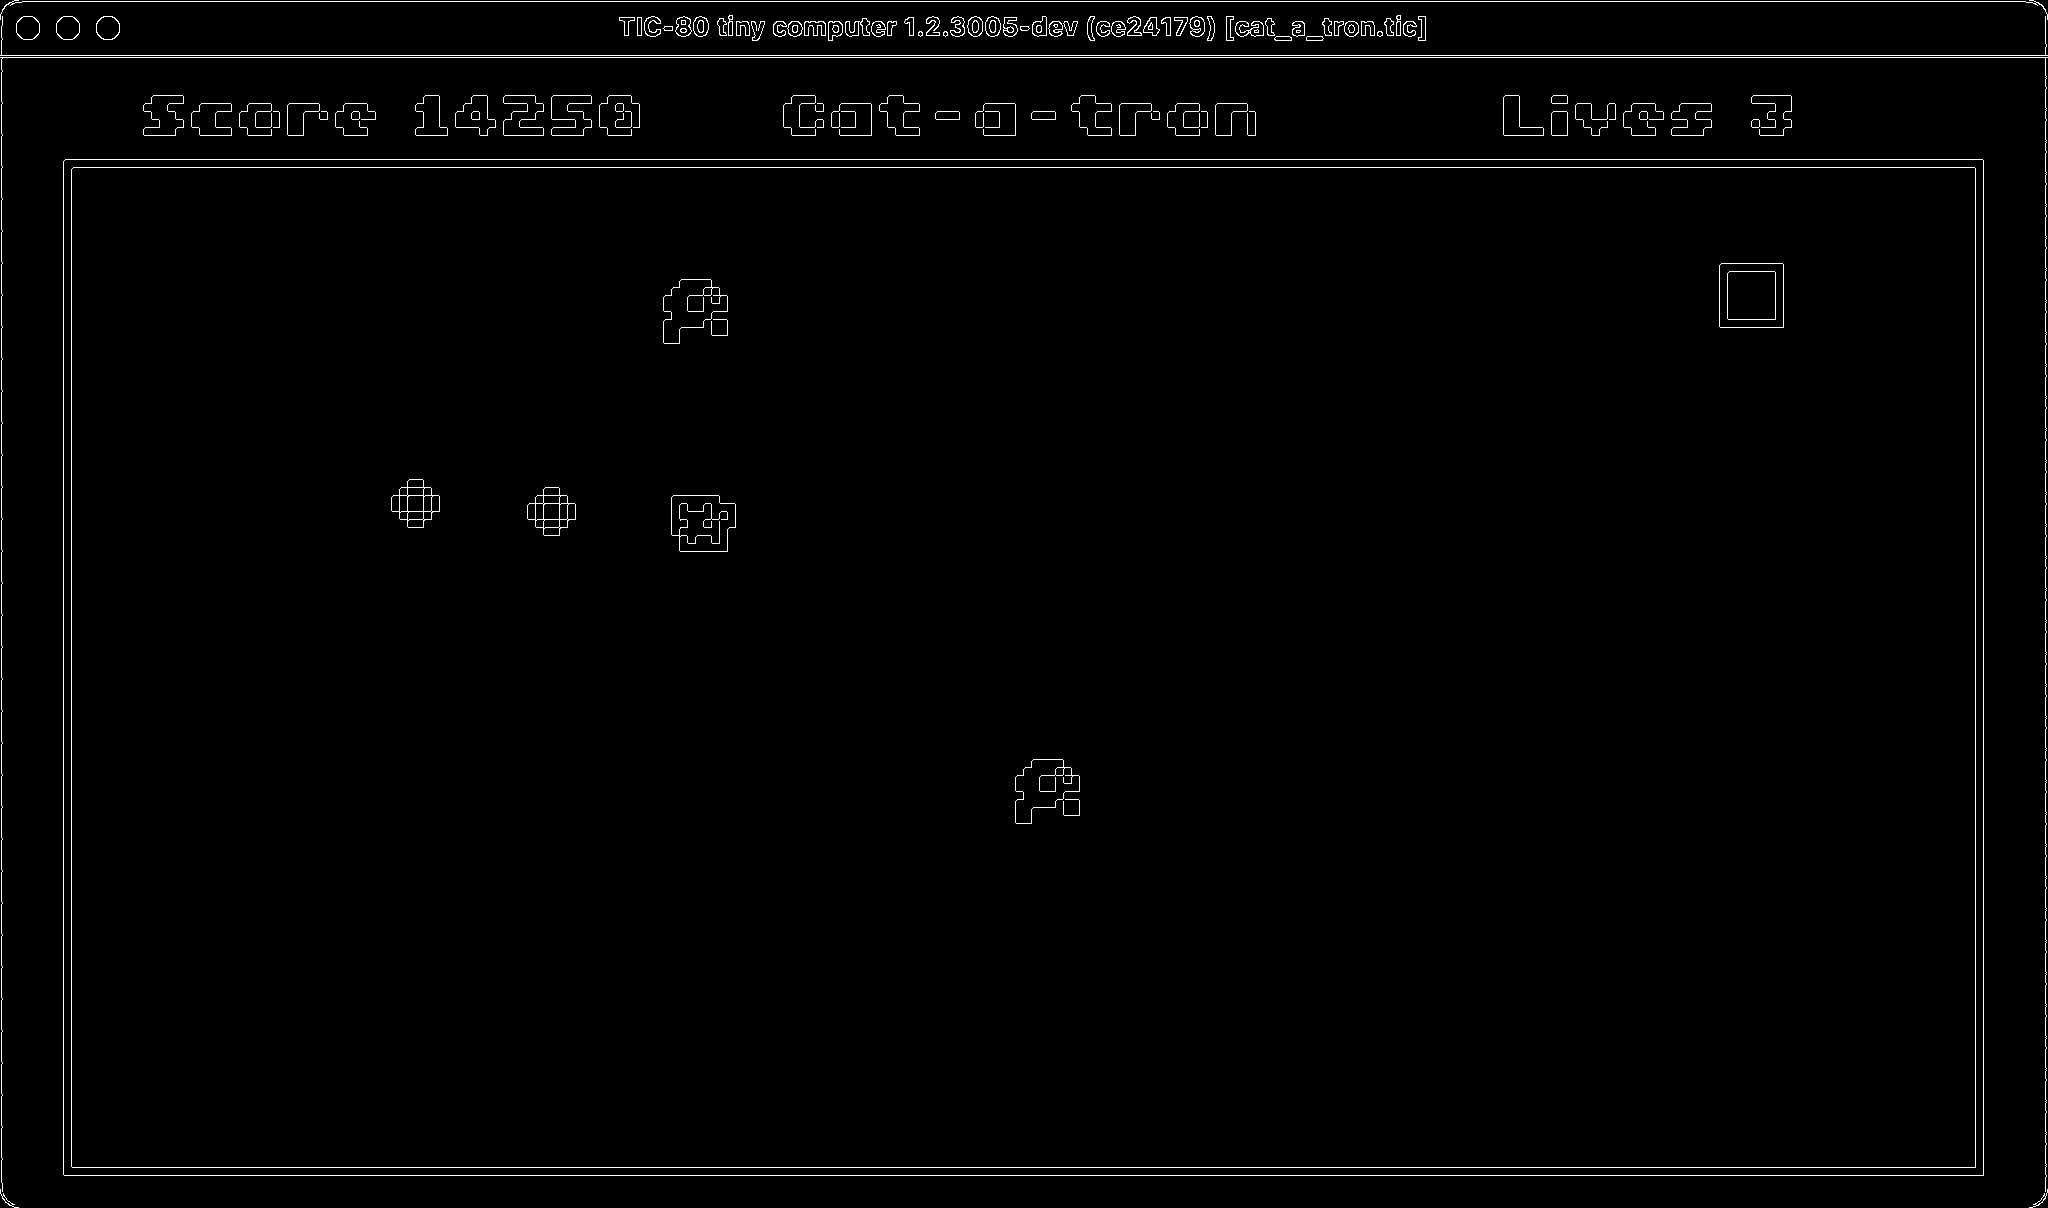 TIC-80 tiny computer 1.2.3005-dev (ce24179) [cat_a_tron.tic]
Score 14250 Cat-a-tron Lives 3